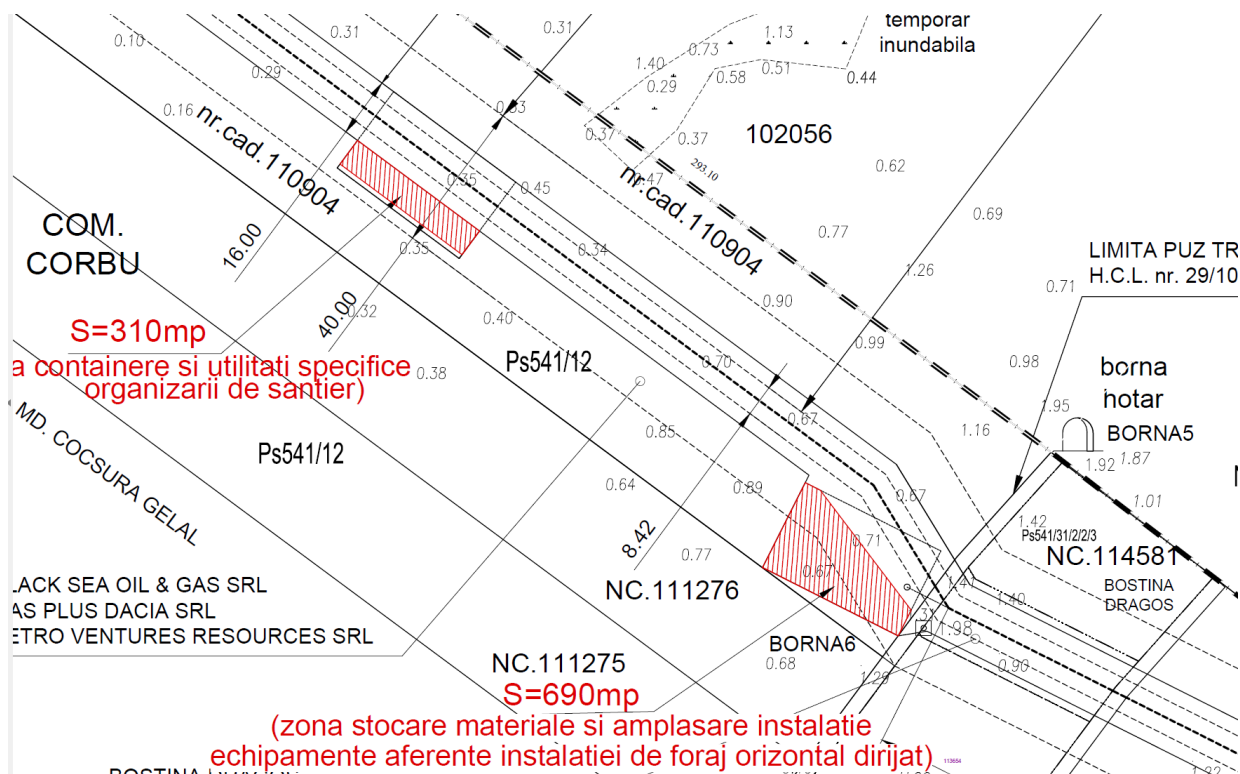 temporar
inundabila
0.31
0.31
1.13
0.10
0.73
1.40
0.29
0.58
0.51
0.44
0.29
0.16
0.33
0.37
0.37
102056
nr.cad.110904
293.10
0.62
0.47
nr.cad.110904
0.35
0.45
0.69
COM.
CORBU
16.00
0.35
0.34
0.77
1.26
LIMITA PUZ TR
H.C.L. nr. 29/10
0.71
40.00
0.32
0.90
S=310mp
0.40
0.99
a containere si utilitati specifice
organizarii de santier)
0.38
Ps541/12
0.70
0.98
borna
hotar
BORNA5
1.95
0.67
1.16
MD. COCSURA GELAL
Ps541/12
0.85
1.92
1.87
0.64
0.89
0.67
1.01
8.42
0.71
1.42
Ps541/31/2/2/3
0.77
NC.114581
0.67
LACK SEA OIL & GAS SRL
AS PLUS DACIA SRL
ETRO VENTURES RESOURCES SRL
NC.111276
1.41
1.40
BOSTINA
DRAGOS
1.98
BORNA6
NC.111275
0.68
0.90
1.29
S=690mp
(zona stocare materiale si amplasare instalatie
echipamente aferente instalatiei de foraj orizontal dirijat)
113654